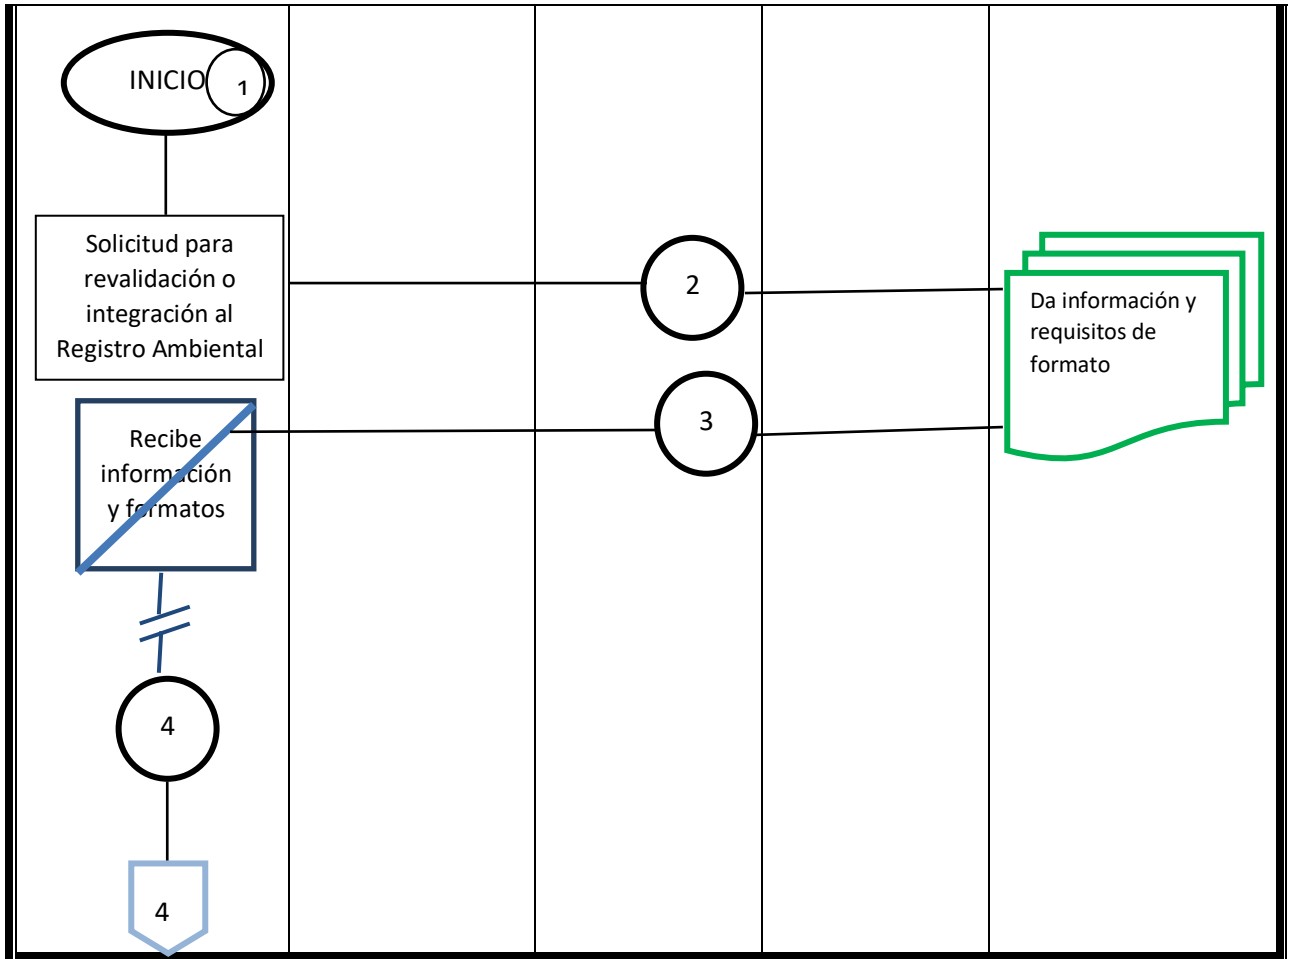 INICIO 1
Solicitud para
revalidación o
integración al
Registro Ambiental
2
Da información y
requisitos de
formato
Recibe
información
y formatos
3
4
4